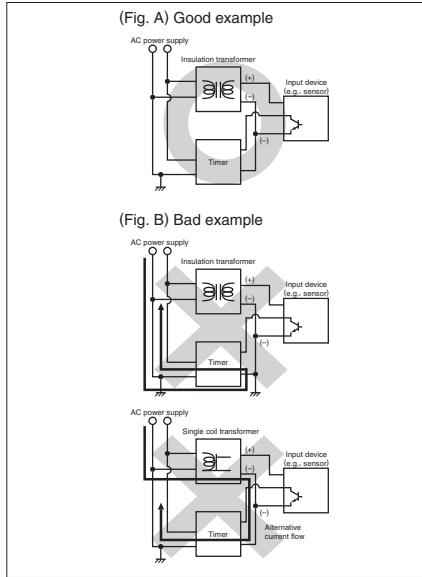 (Fig. A) Good example
AC power supply
Insulation transformer
(+)
Input device
(e.g., sensor)
(−)
(−)
Timer
(Fig. B) Bad example
AC power supply
Insulation transformer
(+)
Input device
(e.g., sensor)
(−)
(−)
Timer
AC power supply
Single coil transformer
(+)
Input device
(e.g., sensor)
(−)
(−)
Alternative
current flow
Timer